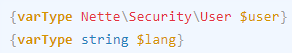 {varType Nette\Security\User $user}
{varType string $lang}